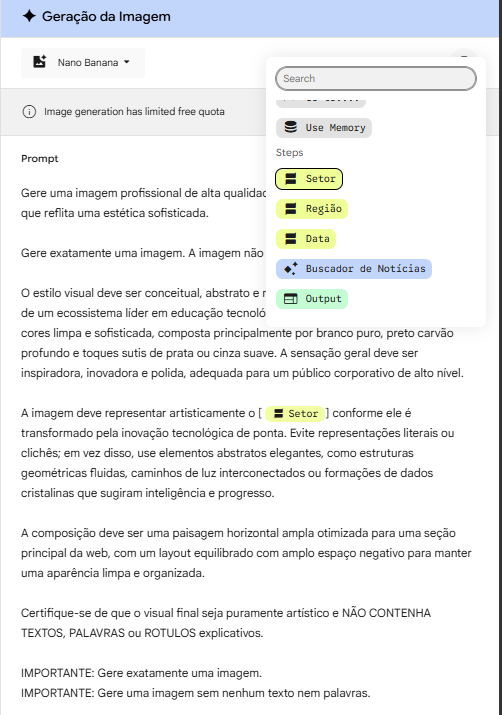 Geração da Imagem
Nano Banana
Image generation has limited free quota
Search
Use Memory
Steps
Setor
Região
Data
Buscador de Notícias
Output
Prompt
Gere uma imagem profissional de alta
que reflita uma estética sofisticada.
Gere exatamente uma imagem. A imagem não
O estilo visual deve ser conceitual, abstrato e
de um ecossistema líder em educação
cores limpa e sofisticada, composta principalmente por branco puro, preto carvão
profundo e toques sutis de prata ou cinza suave. A sensação geral deve ser
inspiradora, inovadora e polida, adequada para um público corporativo de alto nível.
A imagem deve representar artisticamente o [ Setor ] conforme ele é
transformado pela inovação tecnológica de ponta. Evite representações literais ou
clichês; em vez disso, use elementos abstratos elegantes, como estruturas
geométricas fluidas, caminhos de luz interconectados ou formações de dados
cristalinas que sugiram inteligência e progresso.
A composição deve ser uma paisagem horizontal ampla otimizada para uma seção
principal da web, com um layout equilibrado com amplo espaço negativo para manter
uma aparência limpa e organizada.
Certifique-se de que o visual final seja puramente artístico e NÃO CONTENHA
TEXTOS, PALAVRAS ou ROTULOS explicativos.
IMPORTANTE: Gere exatamente uma imagem.
IMPORTANTE: Gere uma imagem sem nenhum texto nem palavras.